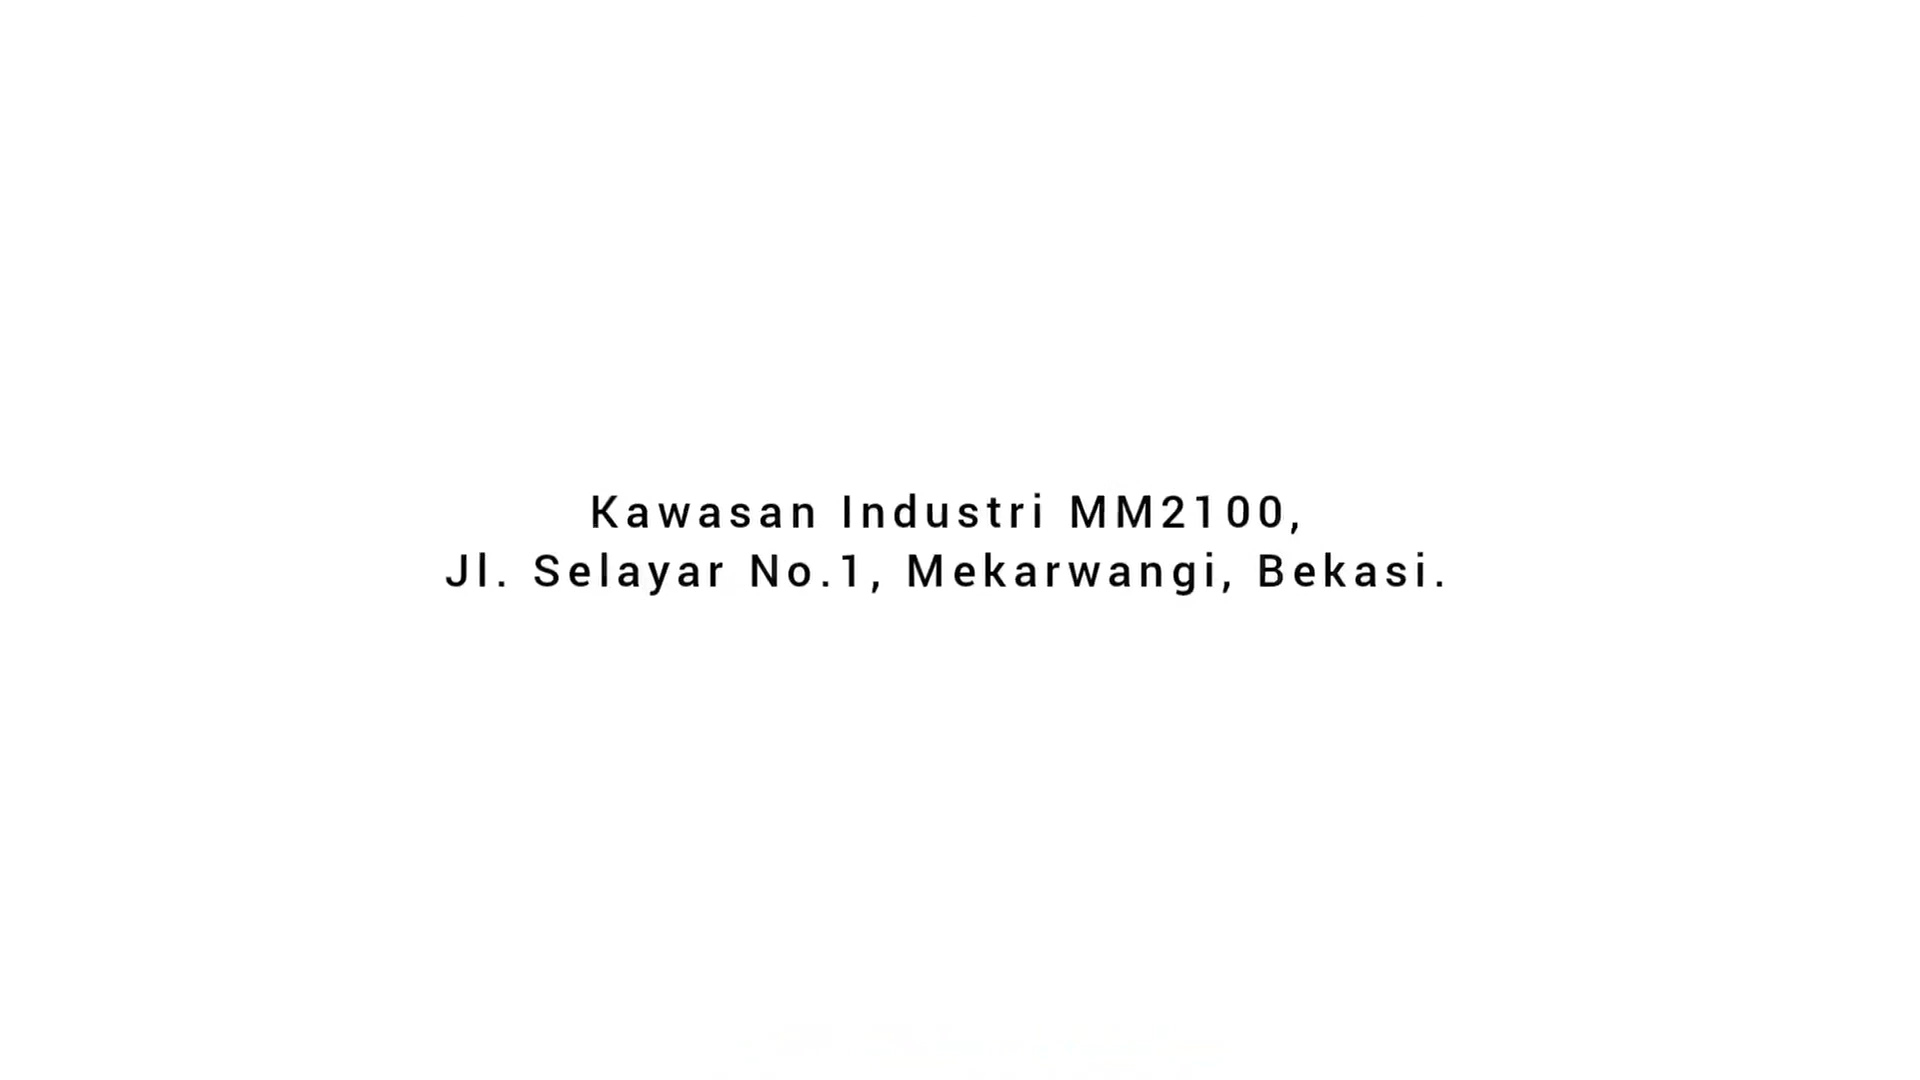 Kawasan Industri MM2100,
Jl. Selayar No.1, Mekarwangi, Bekasi.